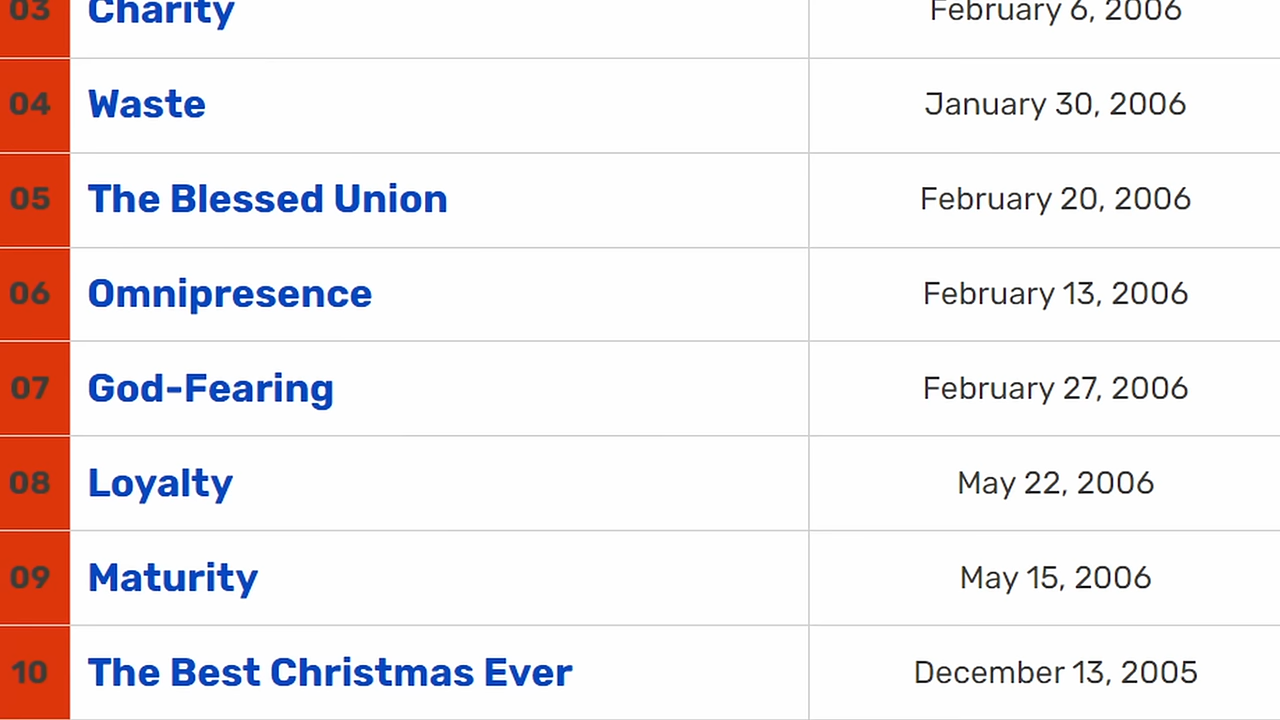 03 Charity February 6, 2006
04 Waste January 30, 2006
05 The Blessed Union February 20, 2006
06 Omnipresence February 13, 2006
07 God-Fearing February 27, 2006
08 Loyalty May 22, 2006
09 Maturity May 15, 2006
10 The Best Christmas Ever December 13, 2005